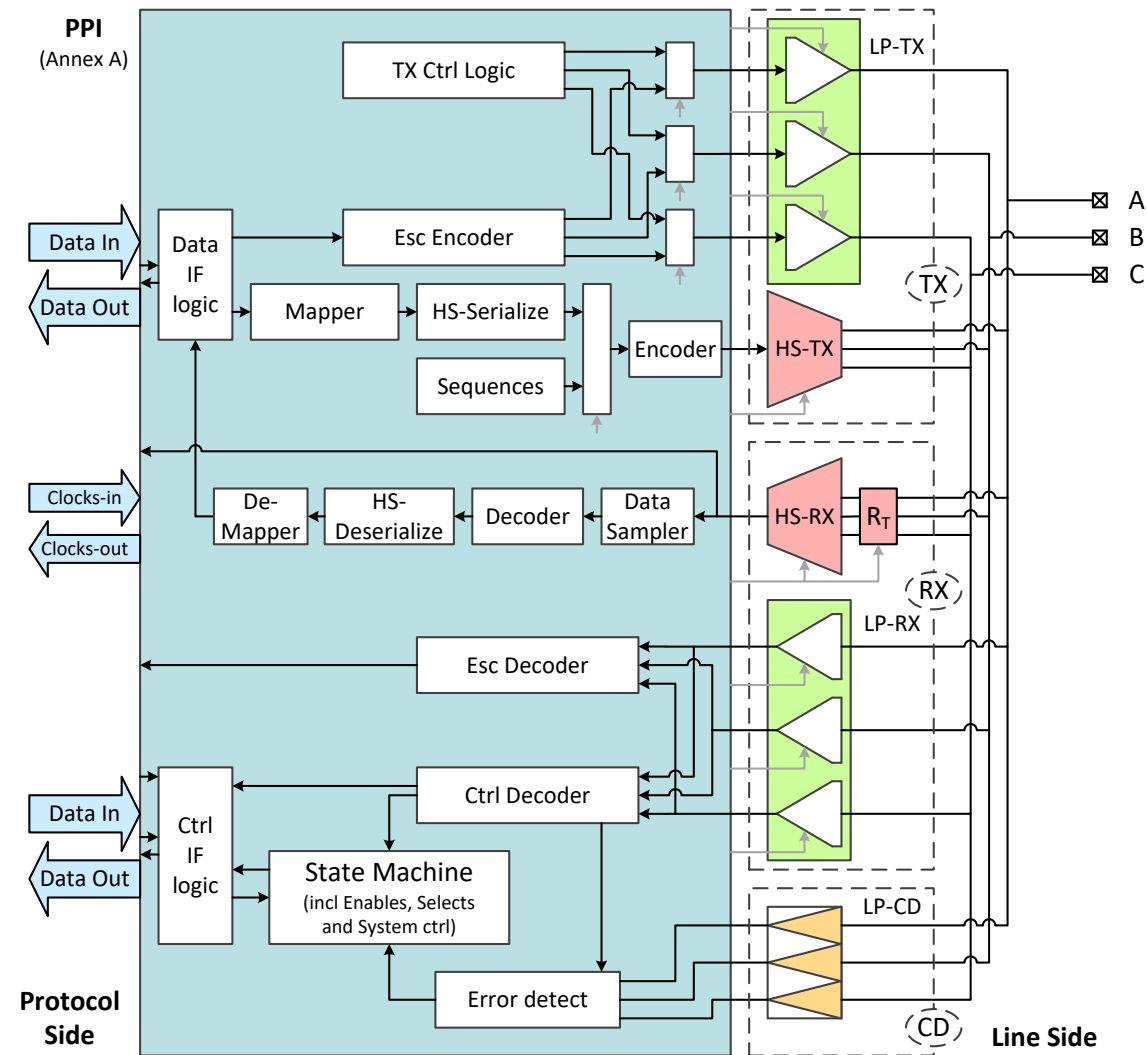 PPI
(Annex A)
TX Ctrl Logic
LP-TX
A
B
C
Data In
Data Out
Data
IF
logic
Esc Encoder
TX
Mapper
HS-Serialize
Sequences
Encoder
HS-TX
Clocks-in
Clocks-out
De-
Mapper
HS-
Deserialize
Decoder
Data
Sampler
HS-RX
RT
RX
LP-RX
Esc Decoder
Data In
Data Out
Ctrl
IF
logic
Ctrl Decoder
State Machine
(incl Enables, Selects
and System ctrl)
LP-CD
Error detect
CD
Protocol
Side
Line Side